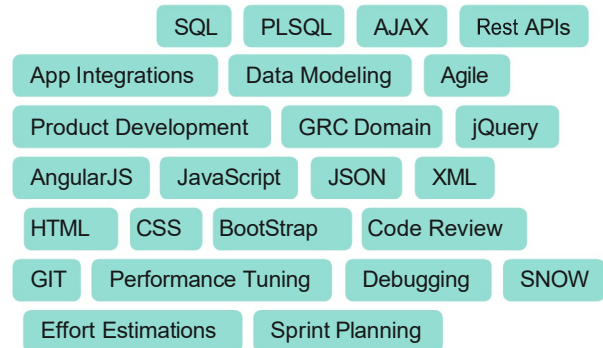 SQL PLSQL AJAX Rest APIs
App Integrations Data Modeling Agile
Product Development GRC Domain jQuery
AngularJS JavaScript JSON XML
HTML CSS BootStrap Code Review
GIT Performance Tuning Debugging SNOW
Effort Estimations Sprint Planning